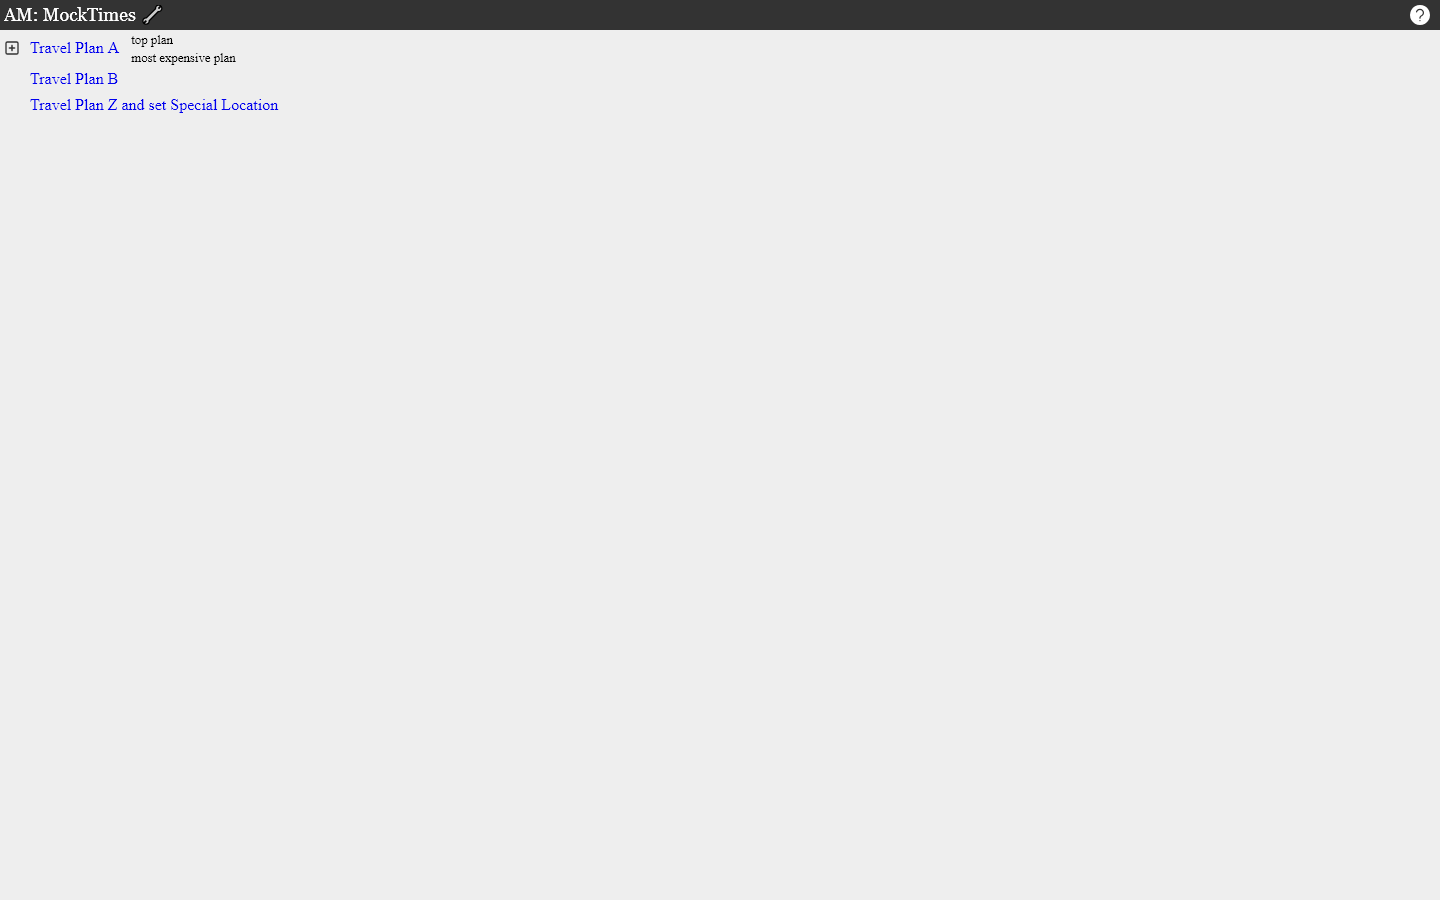 AM: MockTimes
?
Travel Plan A
top plan
most expensive plan
Travel Plan B
Travel Plan Z and set Special Location